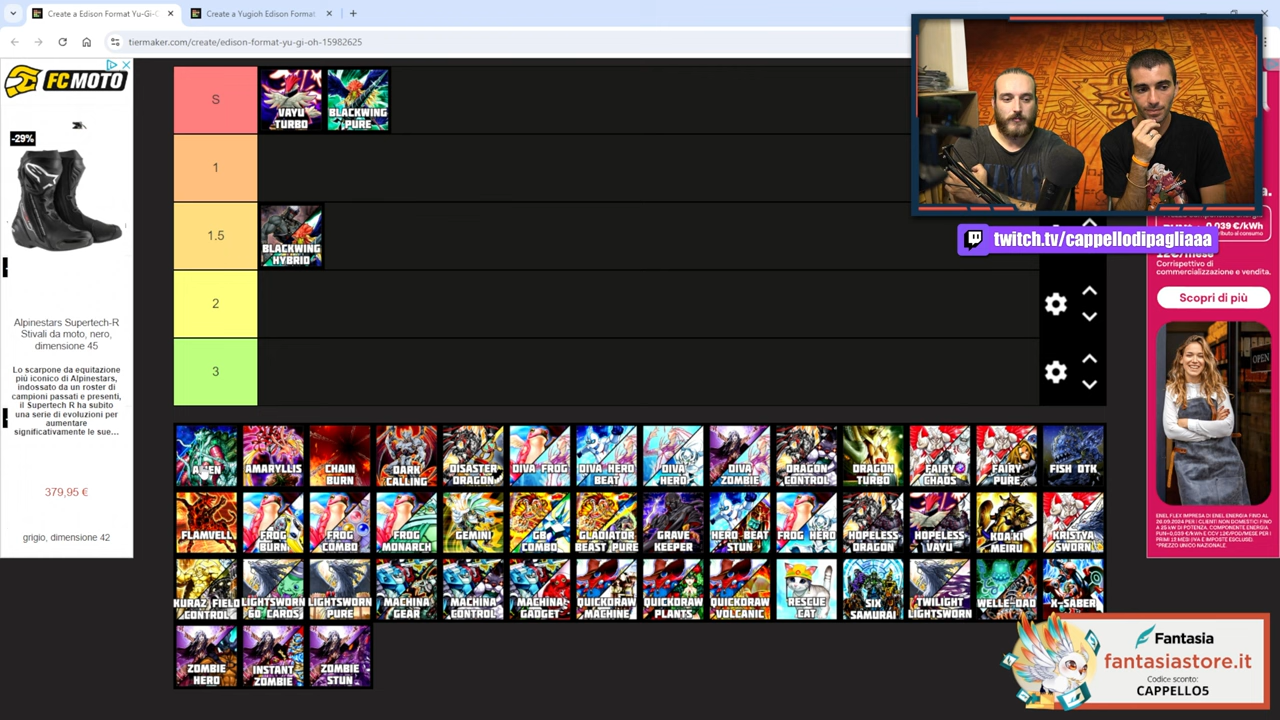 Create a Edison Format Yu-Gi-O
Create a Yugioh Edison Format
tiermaker.com/create/edison-format-yu-gi-oh-15982625
FC MOTO
-29%
Alpinestars Supertech-R
Stivali da moto, nero,
dimensione 45
Lo scarpone da equitazione
più iconico di Alpinestars,
indossato da un roster di
campioni passati e presenti,
il Supertech R ha subito
una serie di evoluzioni per
aumentare
significativamente le sue...
379,95 €
grigio, dimensione 42
S
VAYU TURBO
BLACKWING PURE
1
1.5
BLACKWING HYBRID
2
3
twitch.tv/cappellodipagliaaa
0,039 €/kWh
Corrispettivo di
commercializzazione e vendita.
Scopri di più
OPEN
ALIEN
AMARYLLIS
CHAIN BURN
DARK CALLING
DISASTER DRAGON
DIVA FROG
DIVA HERO BEAT
DIVA HERO
DIVA ZOMBIE
DRAGON CONTROL
DRAGON TURBO
FAIRY CHAOS
FAIRY PURE
FISH OTK
FLAMVELL
FROG BURN
FROG COMBO
FROG MONARCH
GEMINI
GB COMBO
GLADIATOR BEAST PURE
GRAVE KEEPER
HERO BEAT
FROG HERO
HOPELESS DRAGON
HOPELESS VAYU
KOA'KI MEIRU
KRISTYA SWORN
KURAZ FIELD CONTROL
LIGHTSWORN 60 CARDS
LIGHTSWORN PURE
MACHINA GEAR
MACHINA CONTROL
MACHINA GADGET
QUICKDRAW MACHINE
QUICKDRAW PLANTS
QUICKDRAW VOLCANIC
RESCUE CAT
SIX SAMURAI
TWILIGHT LIGHTSWORN
WELLE-DAD
X-SABER
ZOMBIE HERO
INSTANT ZOMBIE
ZOMBIE STUN
Fantasia
fantasiastore.it
Codice sconto:
CAPPELLO5